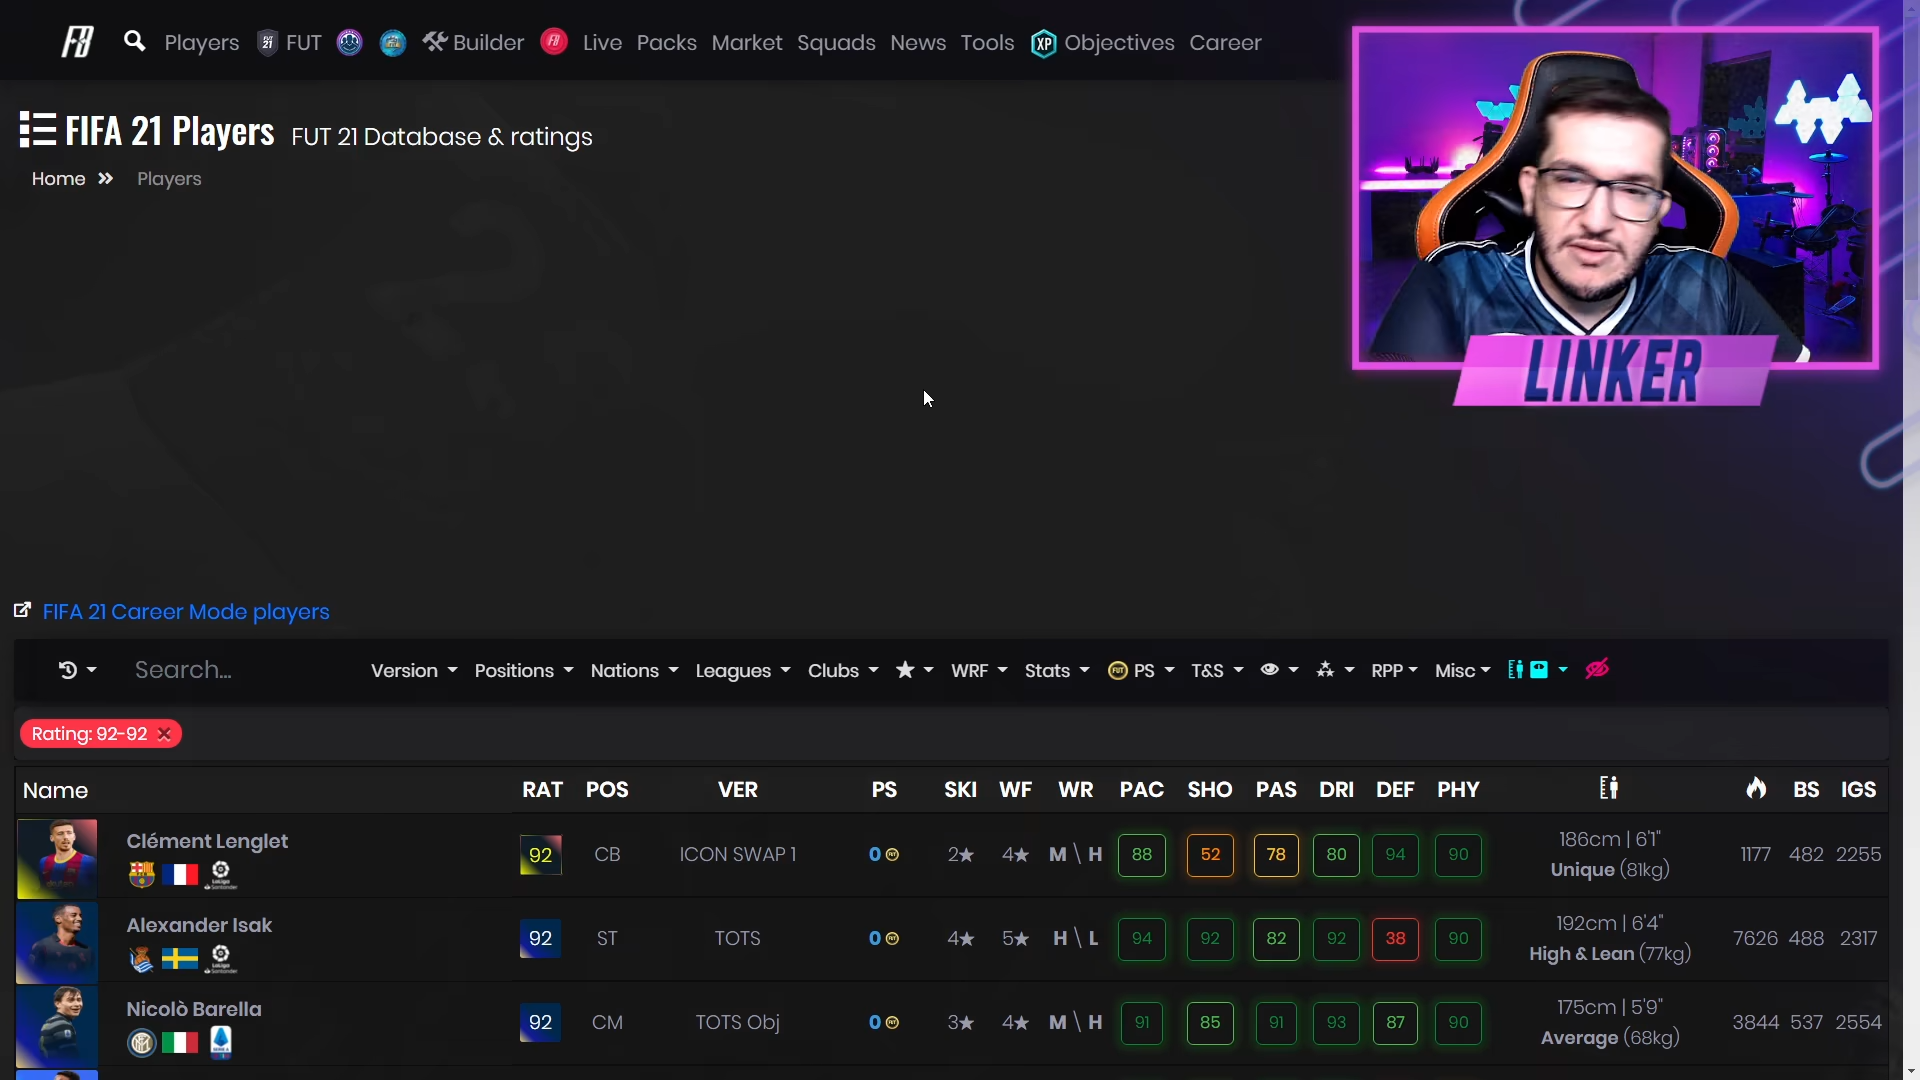 Players FUT Builder Live Packs Market Squads News Tools XP Objectives Career
FIFA 21 Players FUT 21 Database & ratings
Home » Players
LINKER
FIFA 21 Career Mode players
Search... Version Positions Nations Leagues Clubs WRF Stats PS T&S RPP Misc
Rating: 92-92
Name RAT POS VER PS SKI WF WR PAC SHO PAS DRI DEF PHY BS IGS
Clément Lenglet 92 CB ICON SWAP 1 0 2★ 4★ M \ H 88 52 78 80 94 90 186cm | 6'1" Unique (81kg) 1177 482 2255
Alexander Isak 92 ST TOTS 0 4★ 5★ H \ L 94 92 82 92 38 90 192cm | 6'4" High & Lean (77kg) 7626 488 2317
Nicolò Barella 92 CM TOTS Obj 0 3★ 4★ M \ H 91 85 91 93 87 90 175cm | 5'9" Average (68kg) 3844 537 2554